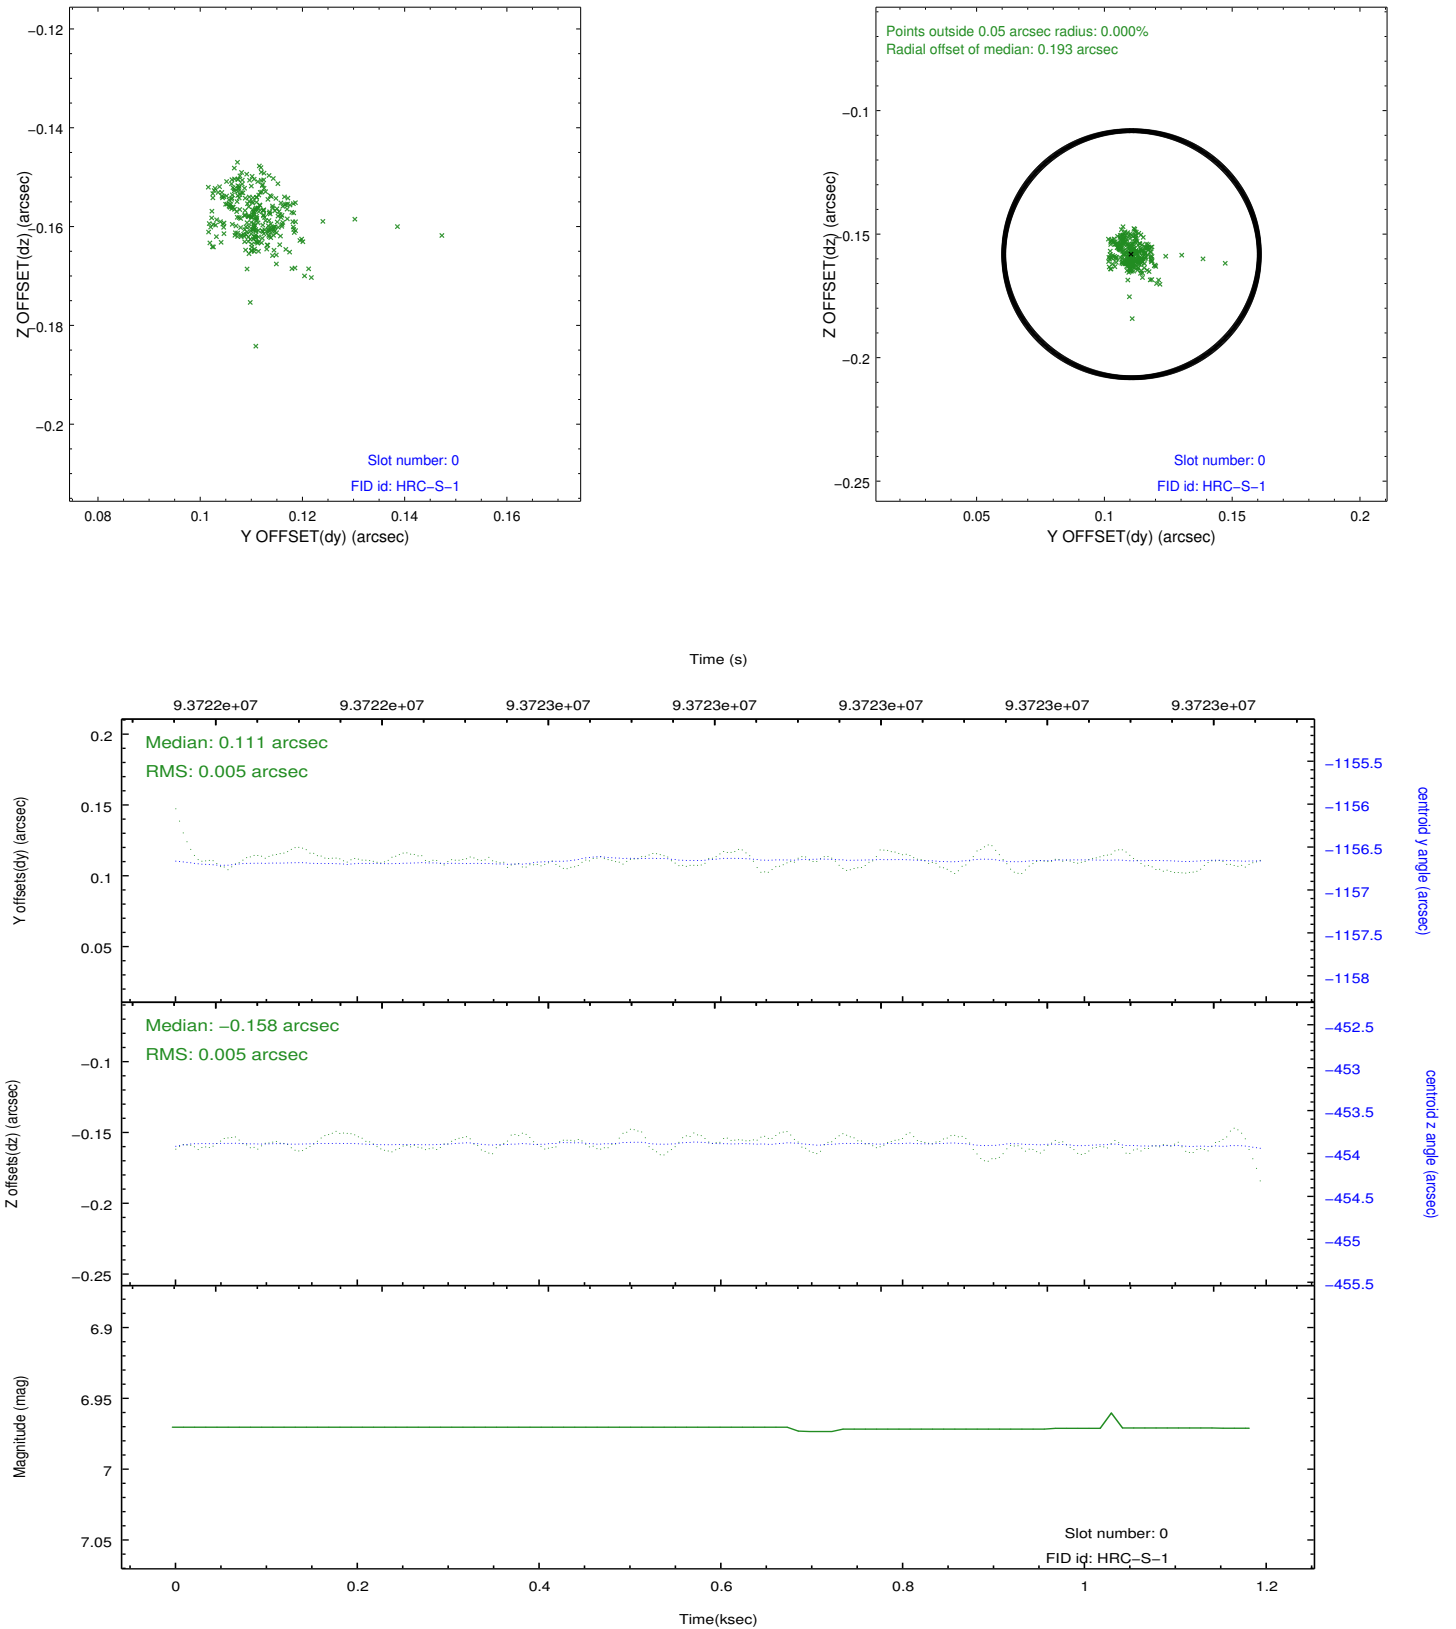 −0.12
−0.14
−0.16
−0.18
−0.2
Z OFFSET(dz) (arcsec)
Slot number: 0
FID id: HRC−S−1
0.08 0.1 0.12 0.14 0.16
Y OFFSET(dy) (arcsec)
Points outside 0.05 arcsec radius: 0.000%
Radial offset of median: 0.193 arcsec
−0.1
−0.15
−0.2
−0.25
Z OFFSET(dz) (arcsec)
Slot number: 0
FID id: HRC−S−1
0.05 0.1 0.15 0.2
Y OFFSET(dy) (arcsec)
Time (s)
9.3722e+07 9.3722e+07 9.3723e+07 9.3723e+07 9.3723e+07 9.3723e+07 9.3723e+07
Median: 0.111 arcsec
RMS: 0.005 arcsec
0.2
0.15
0.1
0.05
Y offsets(dy) (arcsec)
−1155.5
−1156
−1156.5
−1157
−1157.5
−1158
centroid y angle (arcsec)
Median: −0.158 arcsec
RMS: 0.005 arcsec
−0.1
−0.15
−0.2
−0.25
Z offsets(dz) (arcsec)
−452.5
−453
−453.5
−454
−454.5
−455
−455.5
centroid z angle (arcsec)
6.9
6.95
7
7.05
Magnitude (mag)
Slot number: 0
FID id: HRC−S−1
0 0.2 0.4 0.6 0.8 1 1.2
Time(ksec)